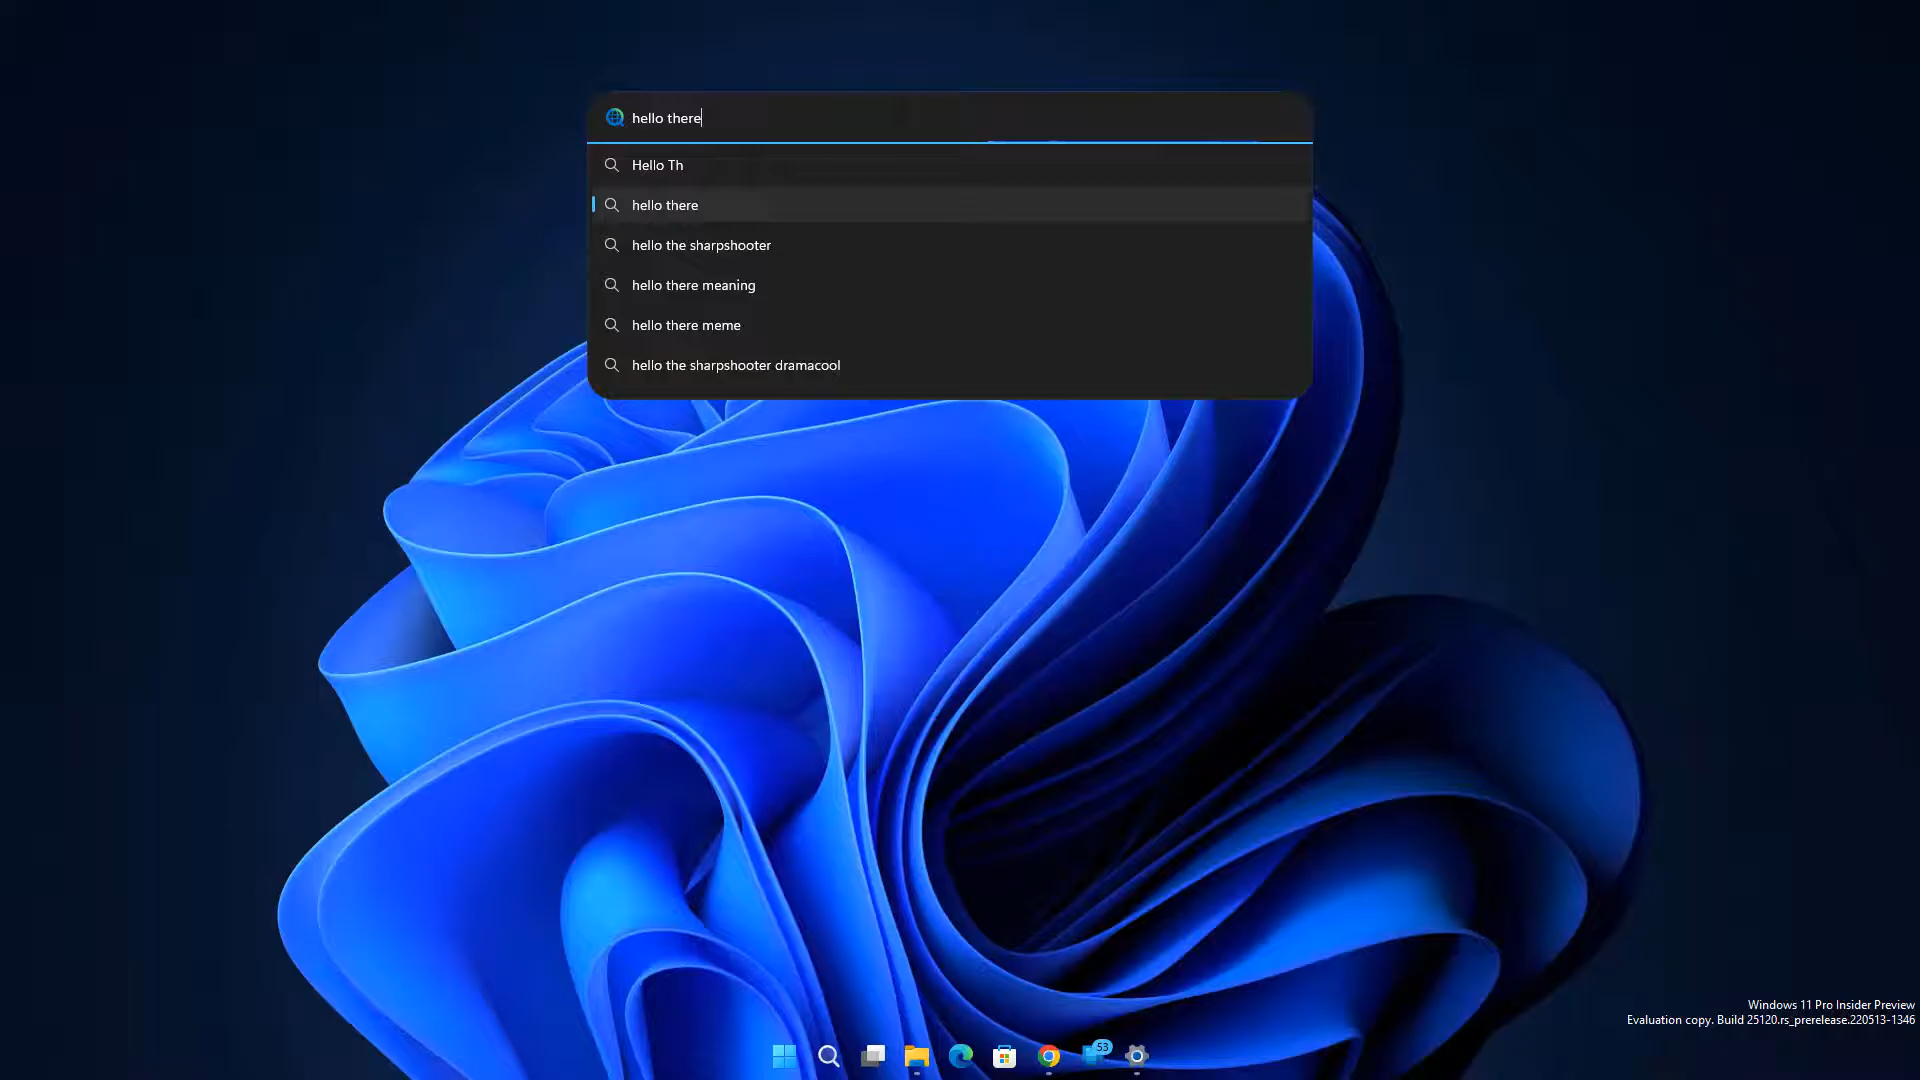 hello there
Hello Th
hello there
hello the sharpshooter
hello there meaning
hello there meme
hello the sharpshooter dramacool
Windows 11 Pro Insider Preview
Evaluation copy. Build 25120.rs_prerelease.220513-1346
53